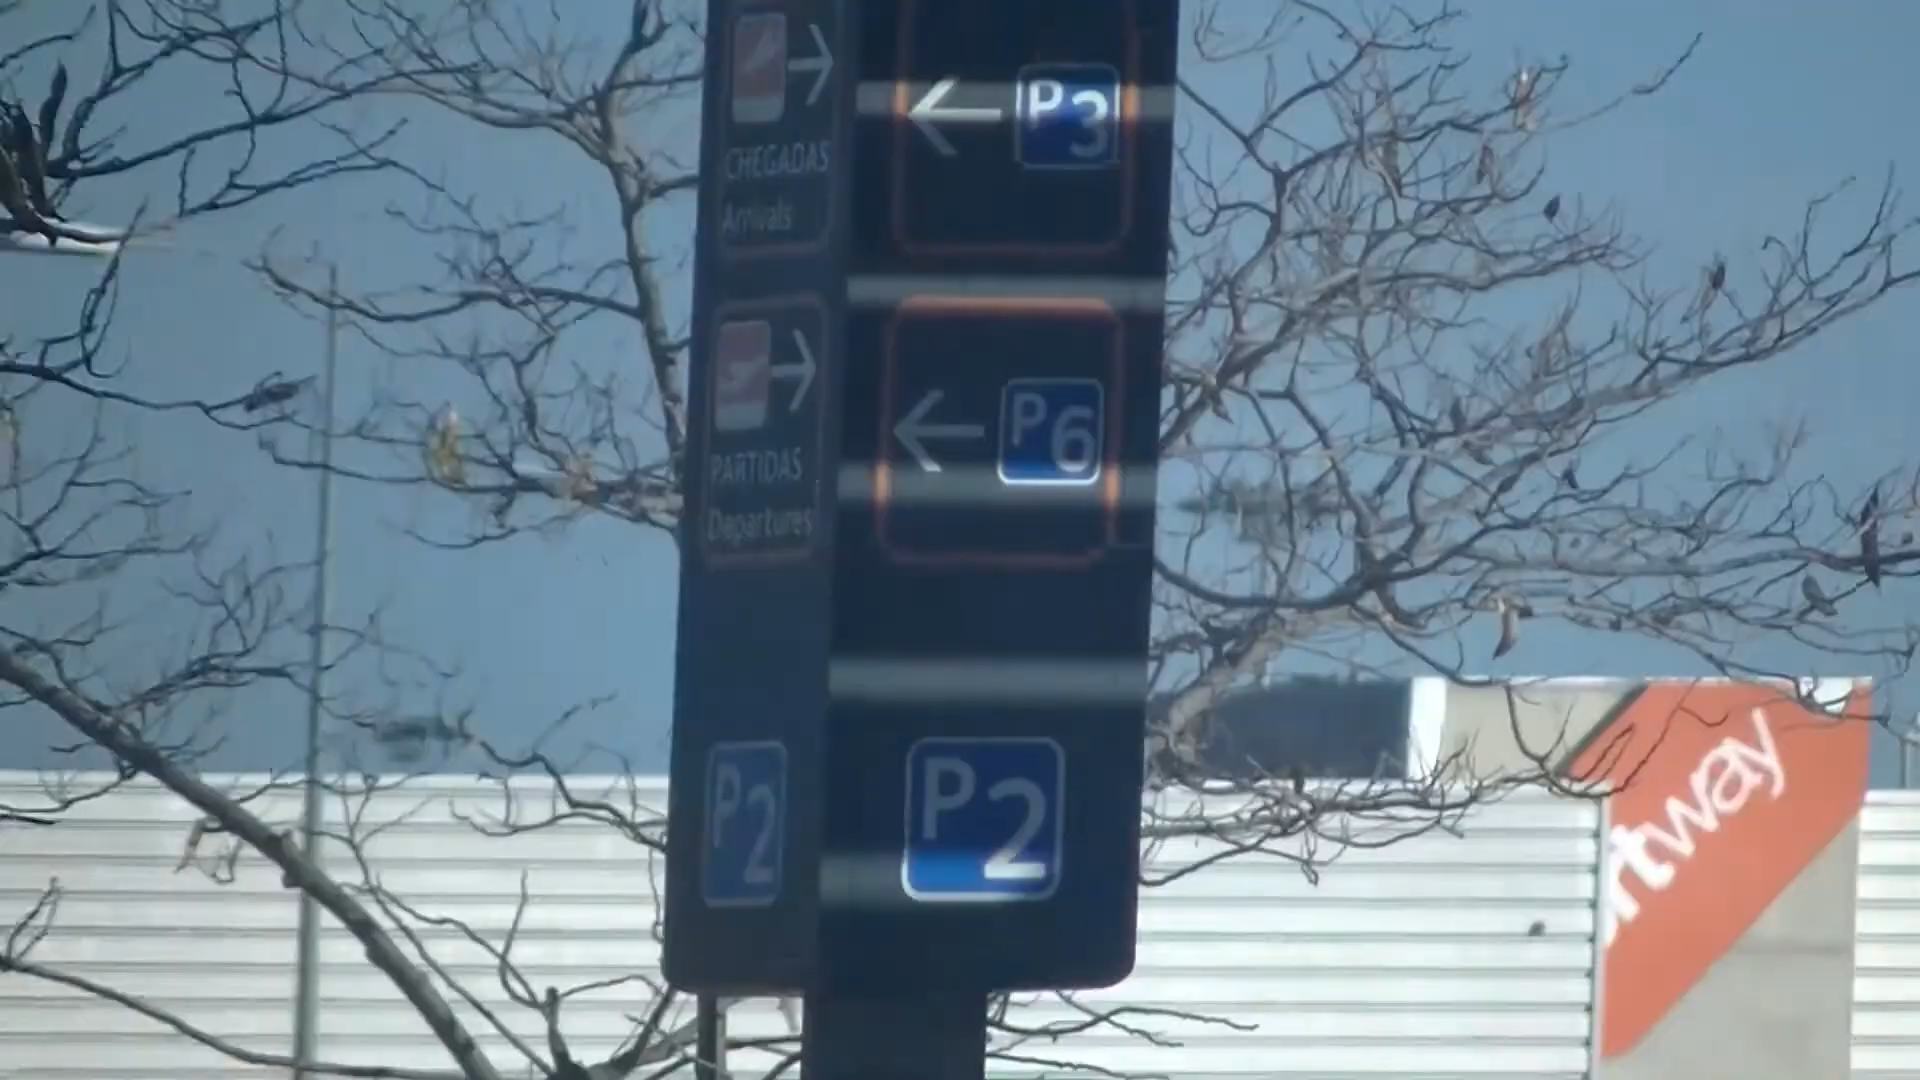 CHEGADAS
Arrivals
PARTIDAS
Departures
P2
P3
P6
P2
rtway